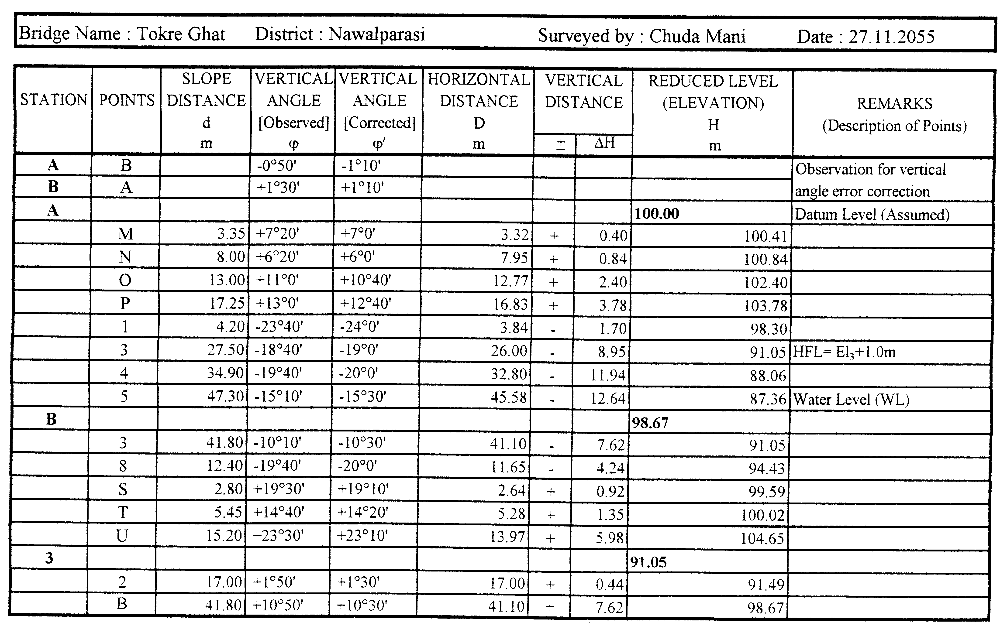 Bridge Name : Tokre Ghat District : Nawalparasi Surveyed by : Chuda Mani Date : 27.11.2055
STATION POINTS SLOPE DISTANCE d m VERTICAL ANGLE [Observed] φ VERTICAL ANGLE [Corrected] φ′ HORIZONTAL DISTANCE D m VERTICAL DISTANCE ± ΔH REDUCED LEVEL (ELEVATION) H m REMARKS (Description of Points)
A B -0°50' -1°10' Observation for vertical
B A +1°30' +1°10' angle error correction
A 100.00 Datum Level (Assumed)
M 3.35 +7°20' +7°0' 3.32 + 0.40 100.41
N 8.00 +6°20' +6°0' 7.95 + 0.84 100.84
O 13.00 +11°0' +10°40' 12.77 + 2.40 102.40
P 17.25 +13°0' +12°40' 16.83 + 3.78 103.78
1 4.20 -23°40' -24°0' 3.84 - 1.70 98.30
3 27.50 -18°40' -19°0' 26.00 - 8.95 91.05 HFL= El₃+1.0m
4 34.90 -19°40' -20°0' 32.80 - 11.94 88.06
5 47.30 -15°10' -15°30' 45.58 - 12.64 87.36 Water Level (WL)
B 98.67
3 41.80 -10°10' -10°30' 41.10 - 7.62 91.05
8 12.40 -19°40' -20°0' 11.65 - 4.24 94.43
S 2.80 +19°30' +19°10' 2.64 + 0.92 99.59
T 5.45 +14°40' +14°20' 5.28 + 1.35 100.02
U 15.20 +23°30' +23°10' 13.97 + 5.98 104.65
3 91.05
2 17.00 +1°50' +1°30' 17.00 + 0.44 91.49
B 41.80 +10°50' +10°30' 41.10 + 7.62 98.67